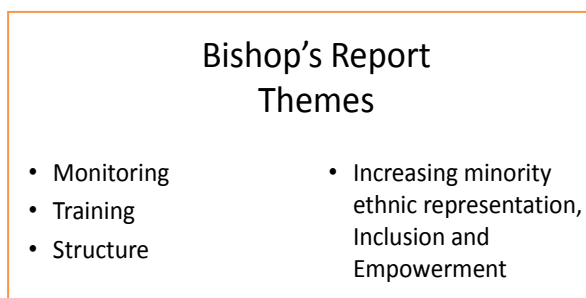 Bishop’s Report
Themes
• Monitoring
• Training
• Structure
• Increasing minority
ethnic representation,
Inclusion and
Empowerment